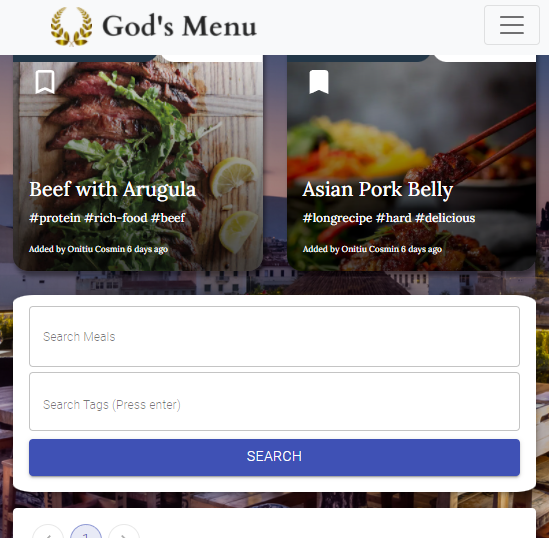 God's Menu
Beef with Arugula
#protein #rich-food #beef
Added by Onitiu Cosmin 6 days ago
Asian Pork Belly
#longrecipe #hard #delicious
Added by Onitiu Cosmin 6 days ago
Search Meals
Search Tags (Press enter)
SEARCH
1